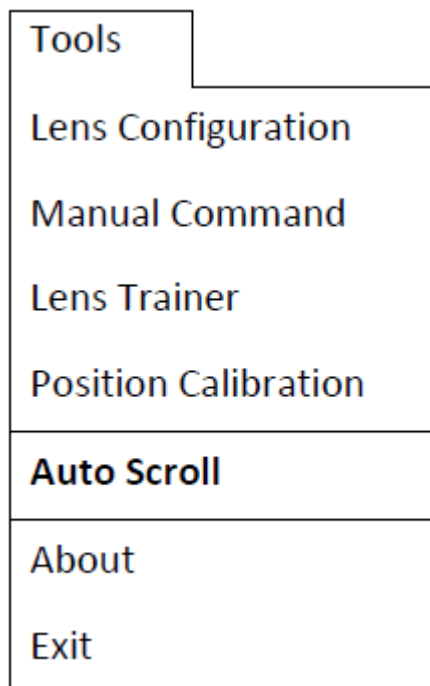 Tools
Lens Configuration
Manual Command
Lens Trainer
Position Calibration
Auto Scroll
About
Exit